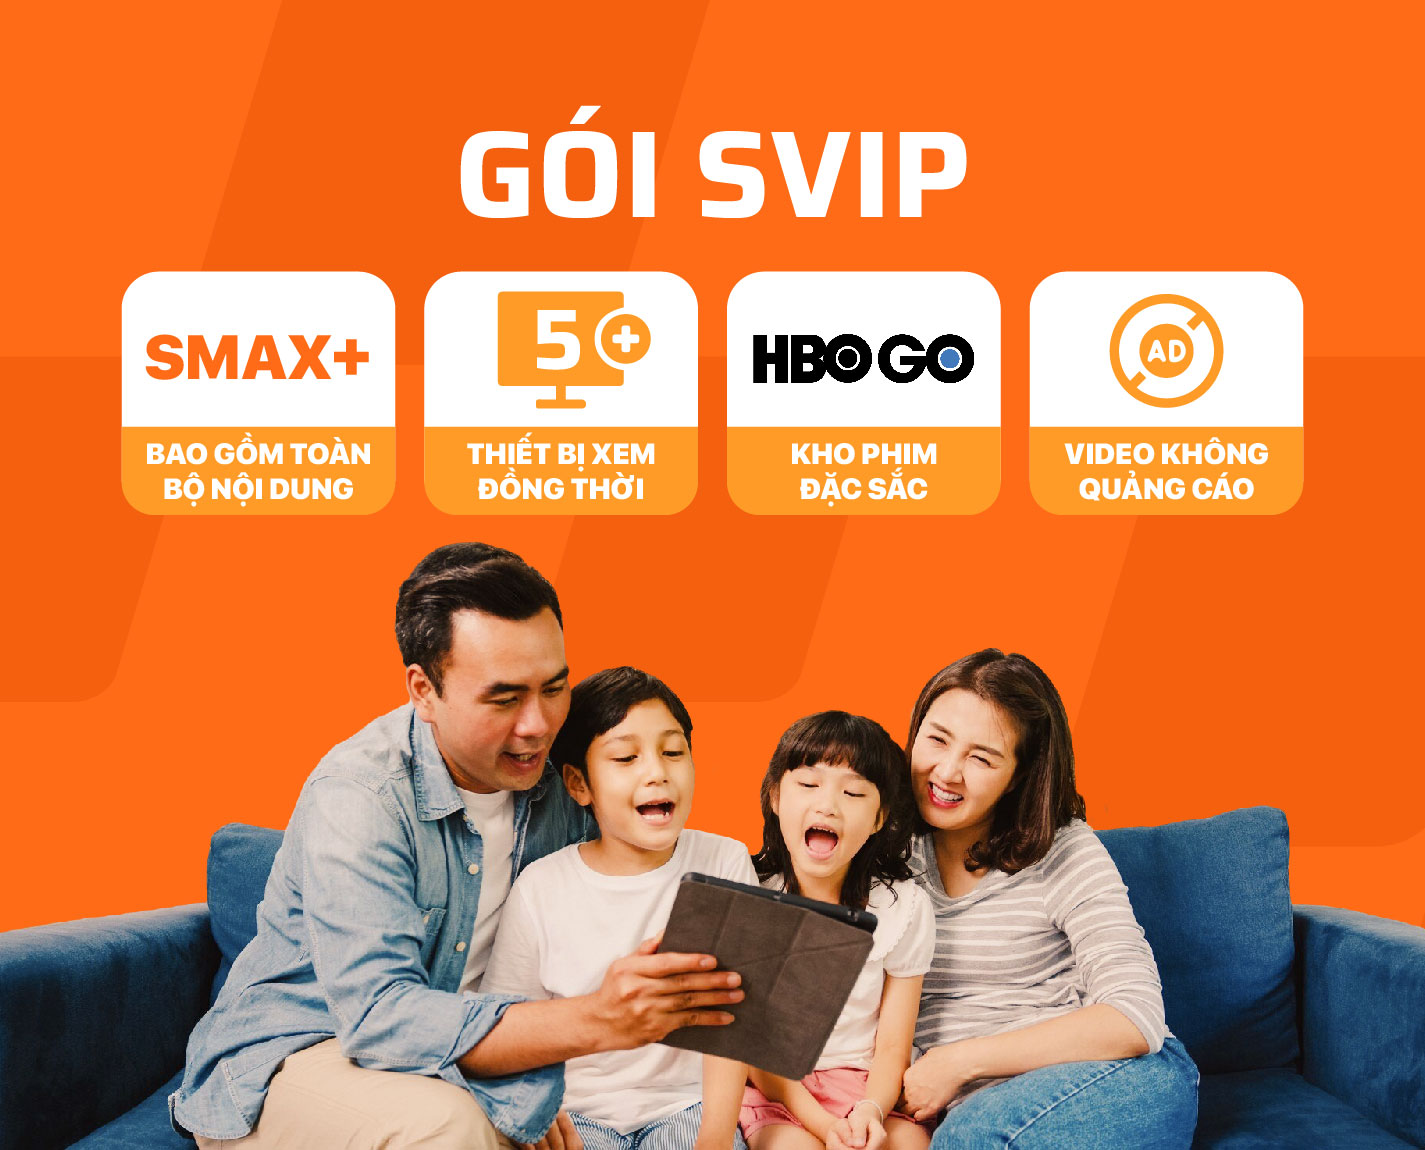 GÓI SVIP
SMAX+
BAO GỒM TOÀN
BỘ NỘI DUNG
5+
THIẾT BỊ XEM
ĐỒNG THỜI
HBO GO
KHO PHIM
ĐẶC SẮC
AD
VIDEO KHÔNG
QUẢNG CÁO